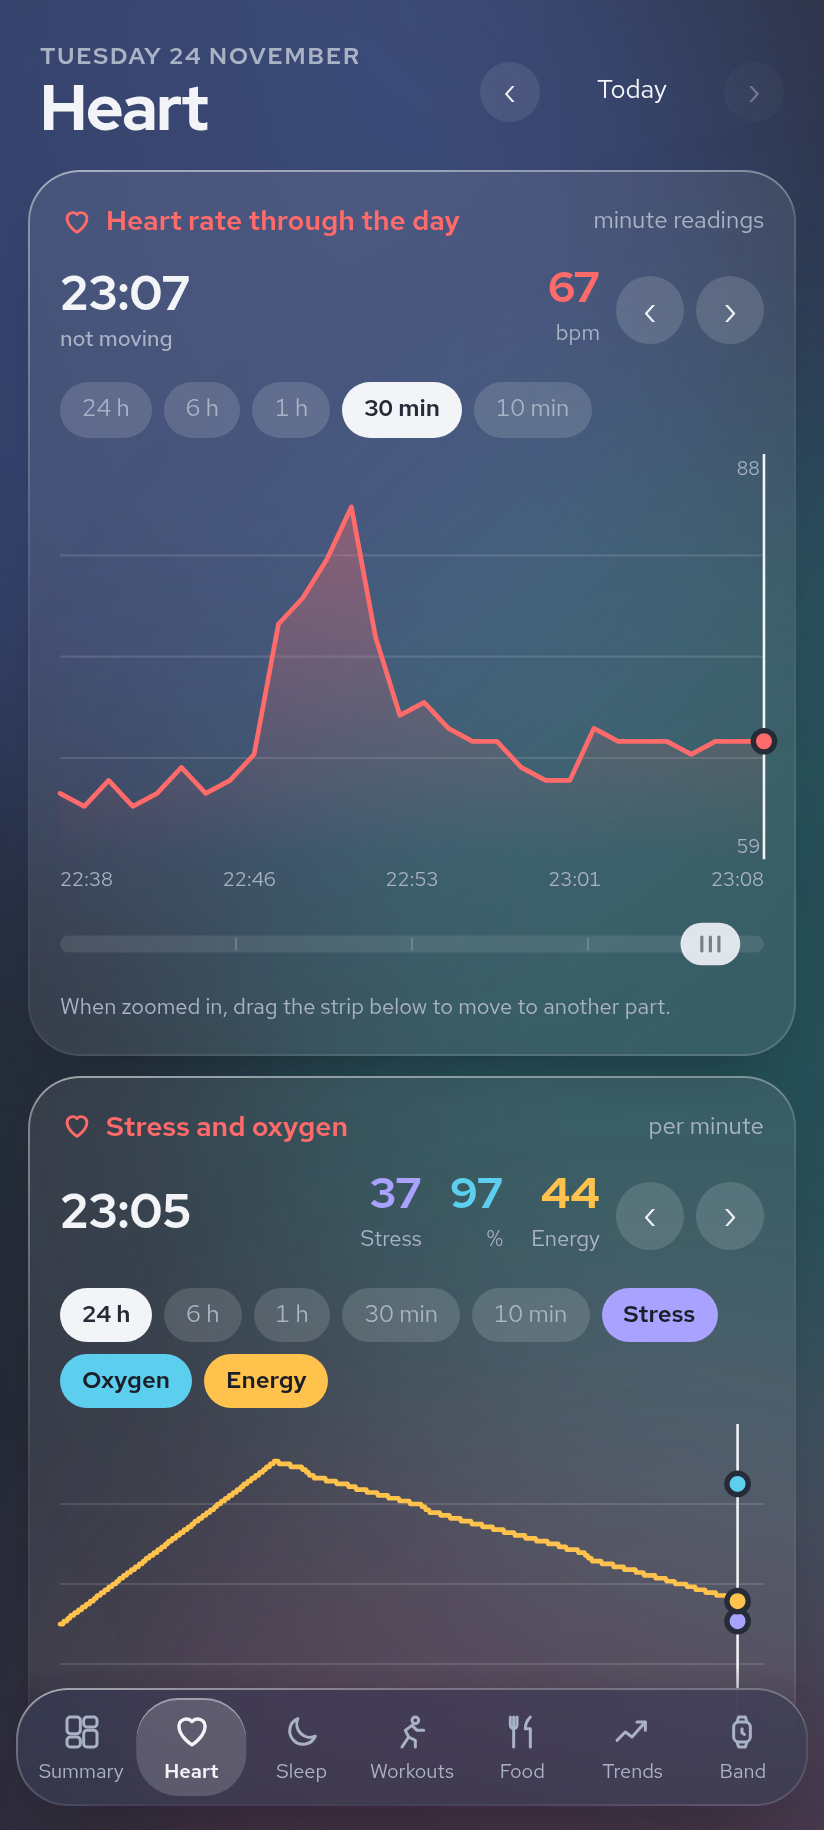 TUESDAY 24 NOVEMBER
Heart
Today
Heart rate through the day
minute readings
23:07
67
not moving
bpm
24 h
6 h
1 h
30 min
10 min
88
59
22:38
22:46
22:53
23:01
23:08
When zoomed in, drag the strip below to move to another part.
Stress and oxygen
per minute
23:05
37
97
44
Stress
%
Energy
24 h
6 h
1 h
30 min
10 min
Stress
Oxygen
Energy
Summary
Heart
Sleep
Workouts
Food
Trends
Band